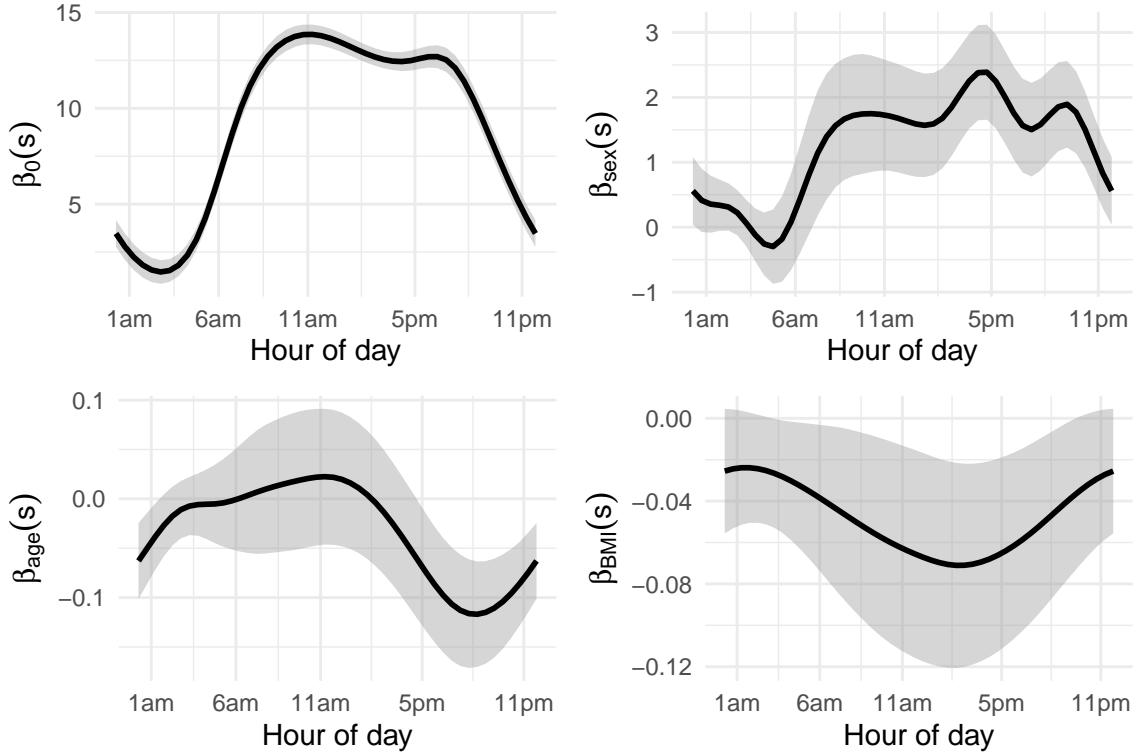 15
10
5
β0(s)
1am 6am 11am 5pm 11pm
Hour of day
3
2
1
0
−1
βsex(s)
1am 6am 11am 5pm 11pm
Hour of day
0.1
0.0
−0.1
βage(s)
1am 6am 11am 5pm 11pm
Hour of day
0.00
−0.04
−0.08
−0.12
βBMI(s)
1am 6am 11am 5pm 11pm
Hour of day